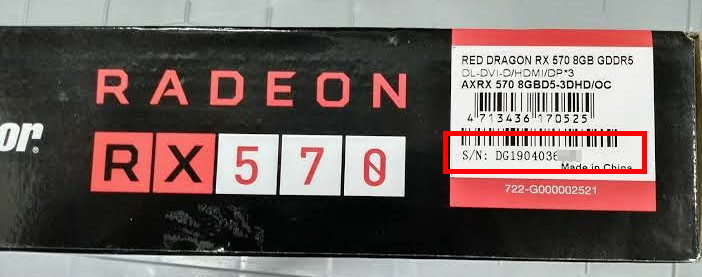 RADEON
RX 570
RED DRAGON RX 570 8GB GDDR5
DL-DVI-D/HDMI/DP*3
AXRX 570 8GBD5-3DHD/OC
4 713436 170525
S/N: DG1904036
Made in China
722-G000002521